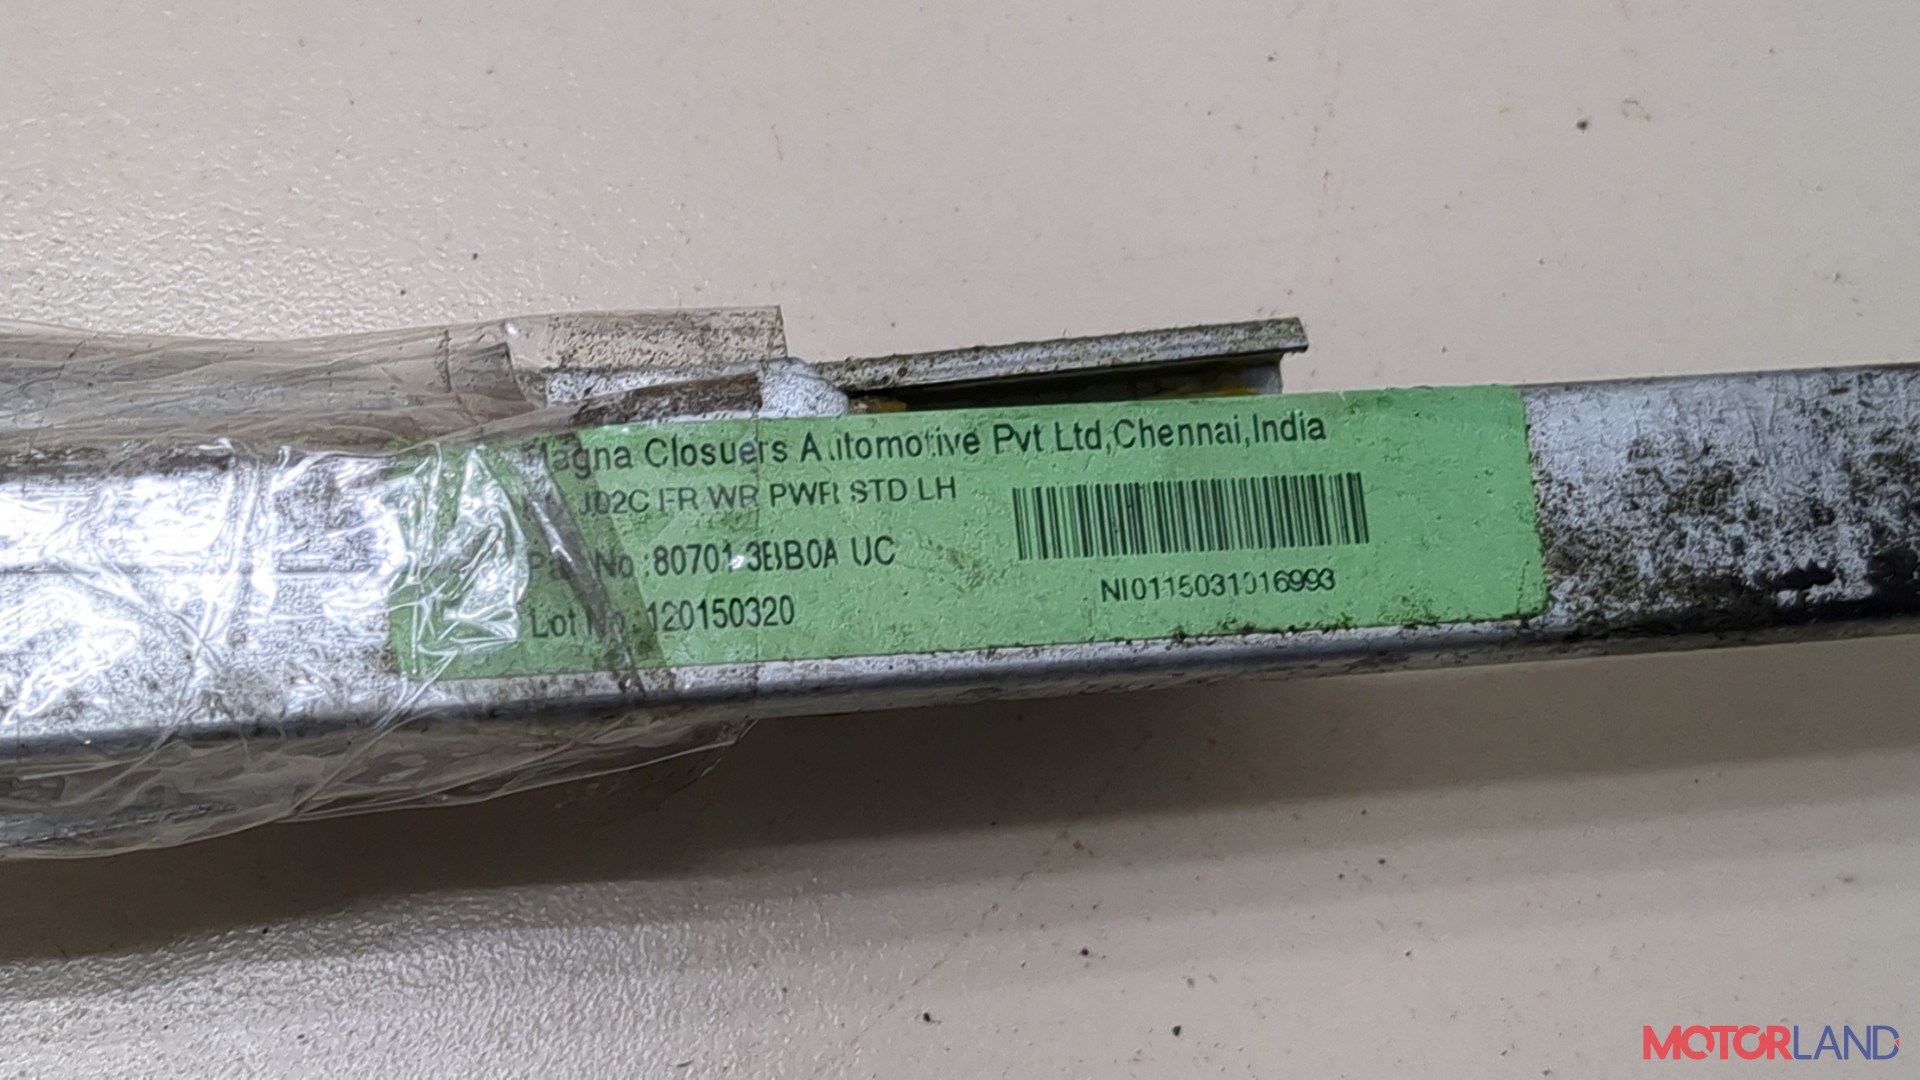 Magna Closuers Automotive Pvt Ltd,Chennai,India
J02C FR WR PWR STD LH
Part No :80701 3BB0A UC
Lot No : 120150320
NI0115031016993
MOTORLAND